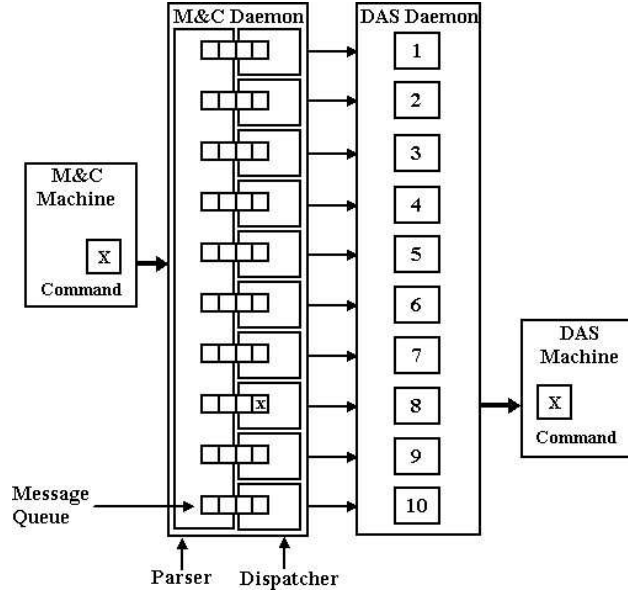 M&C Daemon
DAS Daemon
1
2
3
4
5
6
7
8
9
10
M&C
Machine
X
Command
x
DAS
Machine
X
Command
Message
Queue
Parser
Dispatcher